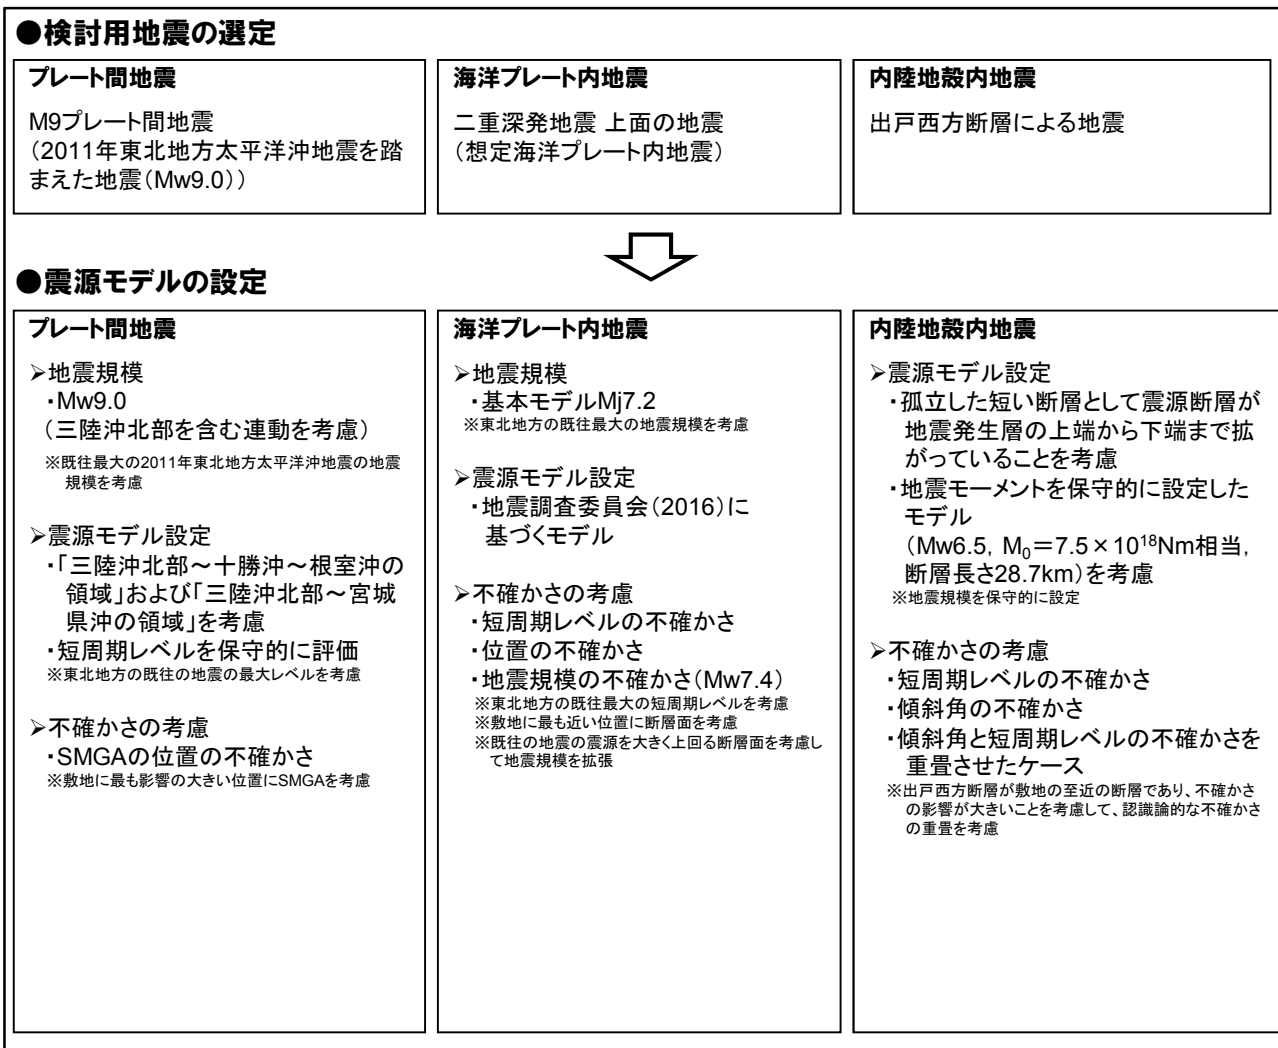 ●検討用地震の選定
プレート間地震
M9プレート間地震
（2011年東北地方太平洋沖地震を踏
まえた地震（Mw9.0））
海洋プレート内地震
二重深発地震 上面の地震
（想定海洋プレート内地震）
内陸地殻内地震
出戸西方断層による地震
●震源モデルの設定
プレート間地震
➢地震規模
・Mw9.0
（三陸沖北部を含む連動を考慮）
※既往最大の2011年東北地方太平洋沖地震の地震
規模を考慮
➢震源モデル設定
・「三陸沖北部～十勝沖～根室沖の
領域」および「三陸沖北部～宮城
県沖の領域」を考慮
・短周期レベルを保守的に評価
※東北地方の既往の地震の最大レベルを考慮
➢不確かさの考慮
・SMGAの位置の不確かさ
※敷地に最も影響の大きい位置にSMGAを考慮
海洋プレート内地震
➢地震規模
・基本モデルMj7.2
※東北地方の既往最大の地震規模を考慮
➢震源モデル設定
・地震調査委員会（2016）に
基づくモデル
➢不確かさの考慮
・短周期レベルの不確かさ
・位置の不確かさ
・地震規模の不確かさ（Mw7.4）
※東北地方の既往最大の短周期レベルを考慮
※敷地に最も近い位置に断層面を考慮
※既往の地震の震源を大きく上回る断層面を考慮し
て地震規模を拡張
内陸地殻内地震
➢震源モデル設定
・孤立した短い断層として震源断層が
地震発生層の上端から下端まで拡
がっていることを考慮
・地震モーメントを保守的に設定した
モデル
（Mw6.5，M₀＝7.5×10¹⁸Nm相当，
断層長さ28.7km）を考慮
※地震規模を保守的に設定
➢不確かさの考慮
・短周期レベルの不確かさ
・傾斜角の不確かさ
・傾斜角と短周期レベルの不確かさを
重畳させたケース
※出戸西方断層が敷地の至近の断層であり、不確かさ
の影響が大きいことを考慮して、認識論的な不確かさ
の重畳を考慮